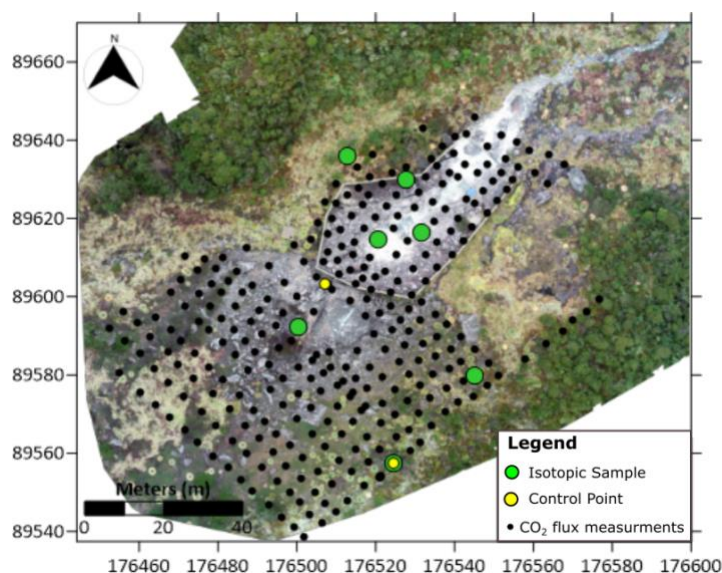 N
89660
89640
89620
89600
89580
89560
89540
Meters (m)
0 20 40
Legend
Isotopic Sample
Control Point
CO₂ flux measurments
176460 176480 176500 176520 176540 176560 176580 176600